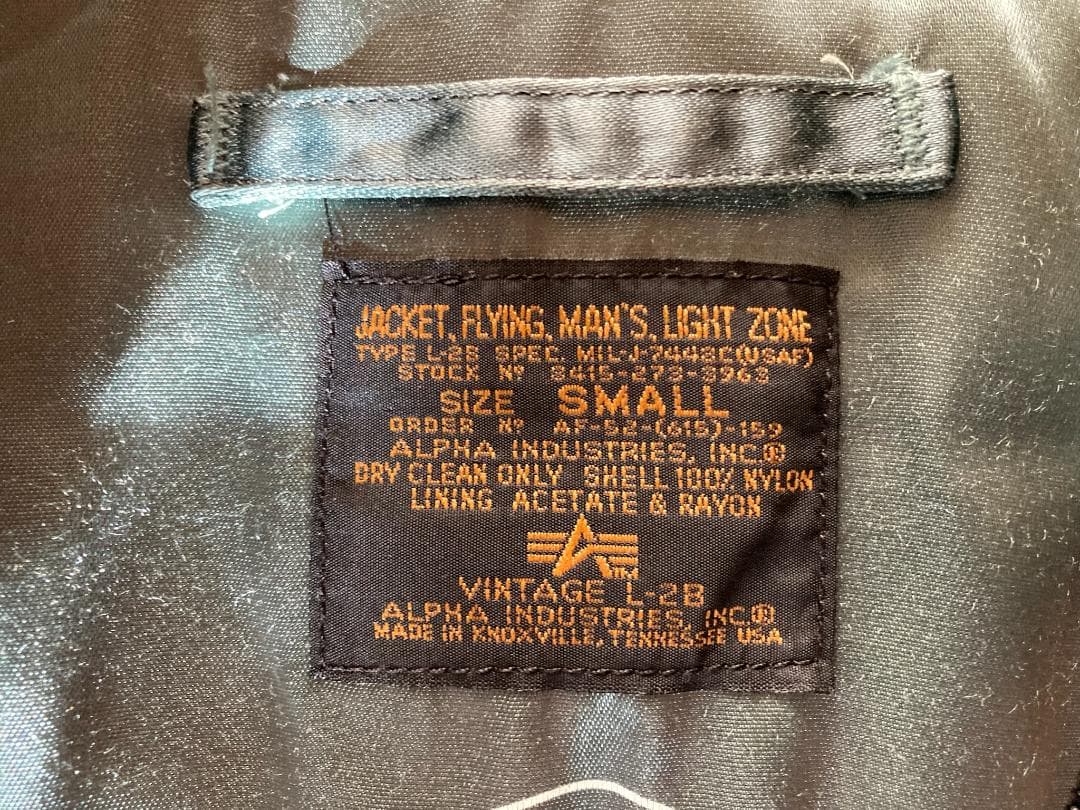 JACKET, FLYING, MAN'S, LIGHT ZONE
TYPE L-2B SPEC. MIL-J-7448C(USAF)
STOCK Nº 8415-273-3963
SIZE SMALL
ORDER Nº AF-52-(615)-159
ALPHA INDUSTRIES, INC.®
DRY CLEAN ONLY SHELL 100% NYLON
LINING ACETATE & RAYON
TM
VINTAGE L-2B
ALPHA INDUSTRIES, INC.®
MADE IN KNOXVILLE, TENNESSEE USA